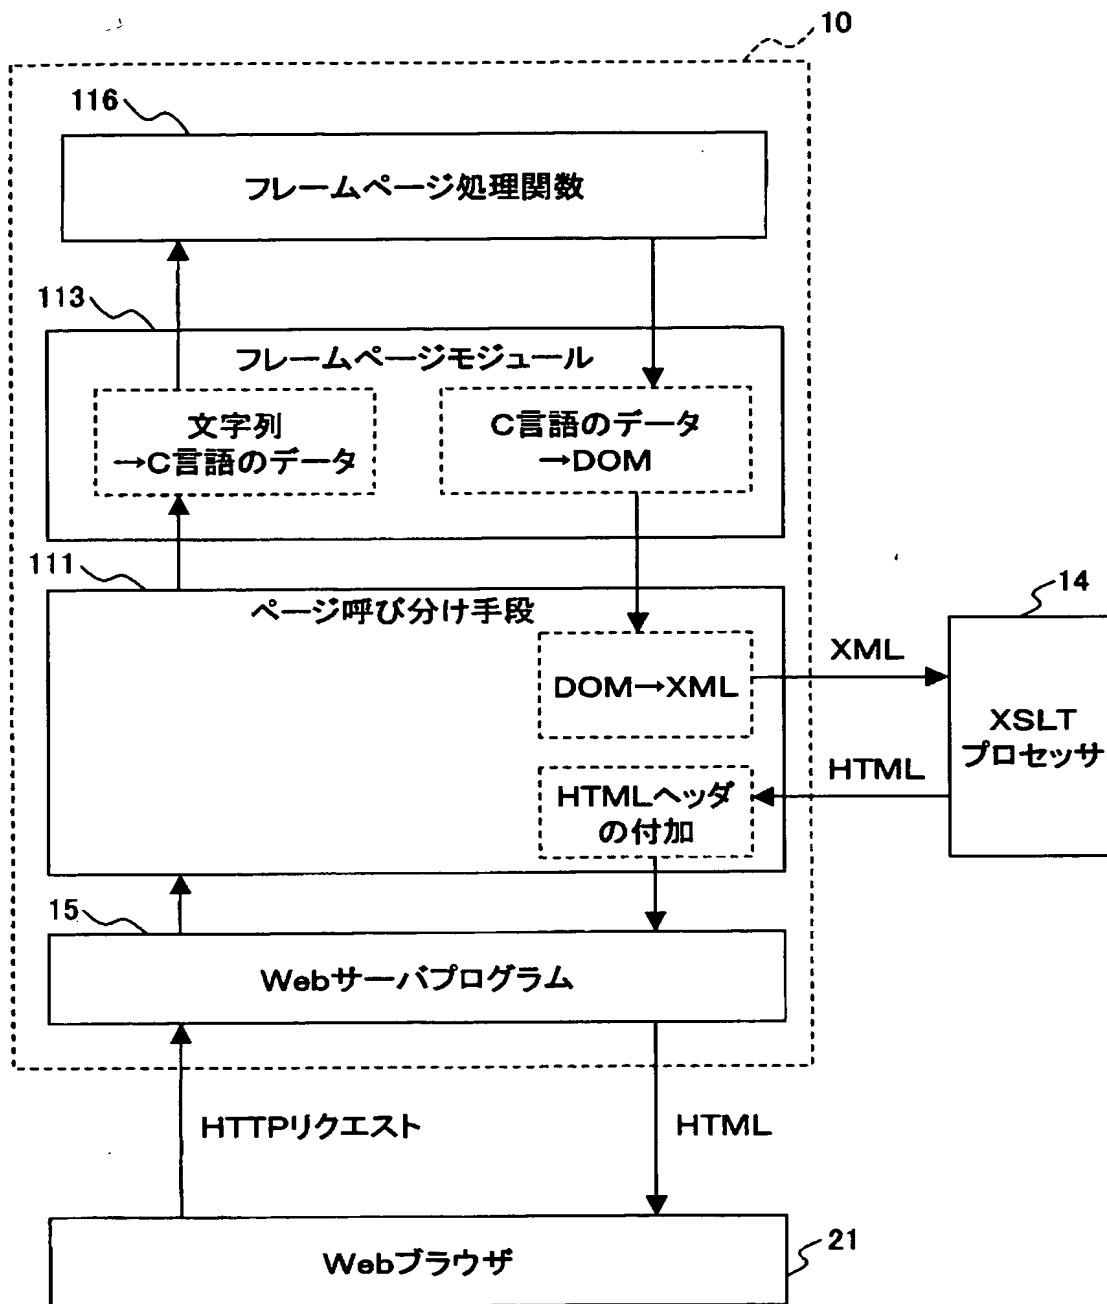 10
116
フレームページ処理関数
113
フレームページモジュール
文字列
→C言語のデータ
C言語のデータ
→DOM
111
ページ呼び分け手段
DOM→XML
XML
14
XSLT
プロセッサ
HTML
HTMLヘッダ
の付加
15
Webサーバプログラム
HTTPリクエスト
HTML
Webブラウザ
21